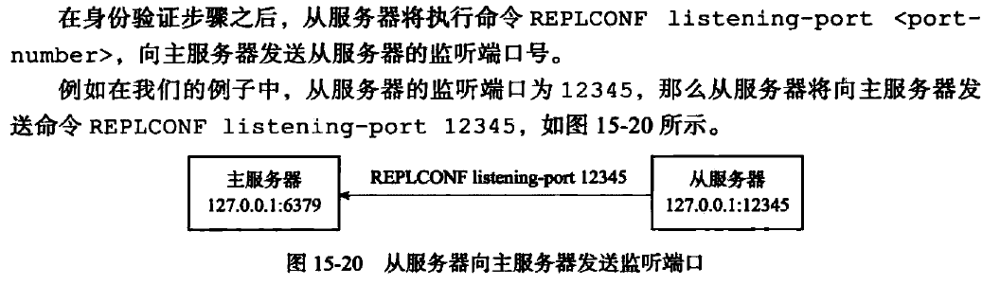 在身份验证步骤之后，从服务器将执行命令 REPLCONF listening-port <port-
number>，向主服务器发送从服务器的监听端口号。
例如在我们的例子中，从服务器的监听端口为 12345，那么从服务器将向主服务器发
送命令 REPLCONF listening-port 12345，如图 15-20 所示。
主服务器
127.0.0.1:6379
REPLCONF listening-port 12345
从服务器
127.0.0.1:12345
图 15-20 从服务器向主服务器发送监听端口